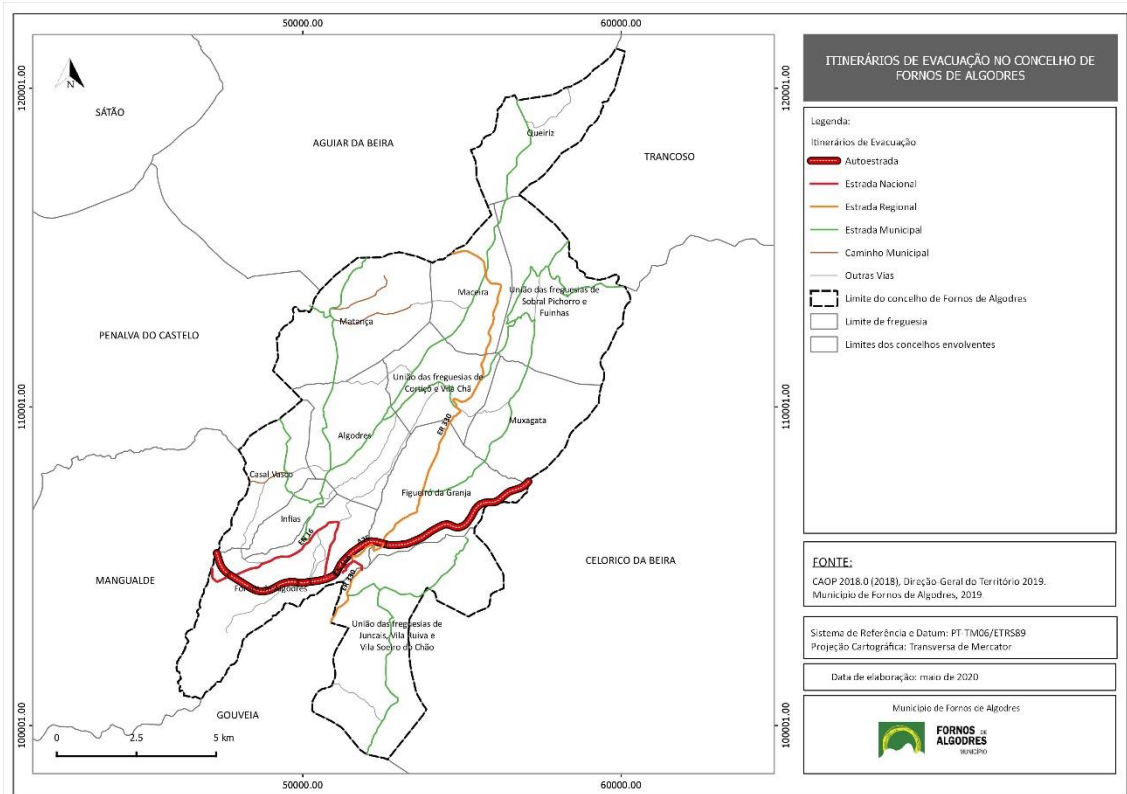 50000.00
60000.00
120001.00
120001.00
110001.00
110001.00
100001.00
100001.00
50000.00
60000.00
N
SÁTÃO
AGUIAR DA BEIRA
TRANCOSO
PENALVA DO CASTELO
MANGUALDE
GOUVEIA
CELORICO DA BEIRA
Queiriz
Maceira
União das freguesias de
Sobral Pichorro e
Fuinhas
Matança
União das freguesias de
Cortiçô e Vila Chã
Muxagata
Algodres
ER 330
Casal Vasco
Figueiró da Granja
Infias
EN 16
ER 330
União das freguesias de
Juncais, Vila Ruiva e
Vila Soeiro do Chão
0
5 km
ITINERÁRIOS DE EVACUAÇÃO NO CONCELHO DE
FORNOS DE ALGODRES
Legenda:
Itinerários de Evacuação
Autoestrada
Estrada Nacional
Estrada Regional
Estrada Municipal
Caminho Municipal
Outras Vias
Limite do concelho de Fornos de Algodres
Limite de freguesia
Limites dos concelhos envolventes
FONTE:
CAOP 2018.0 (2018), Direção-Geral do Território 2019.
Município de Fornos de Algodres, 2019.
Sistema de Referência e Datum: PT-TM06/ETRS89
Projeção Cartográfica: Transversa de Mercator
Data de elaboração: maio de 2020
Município de Fornos de Algodres
FORNOS DE
ALGODRES
MUNICÍPIO